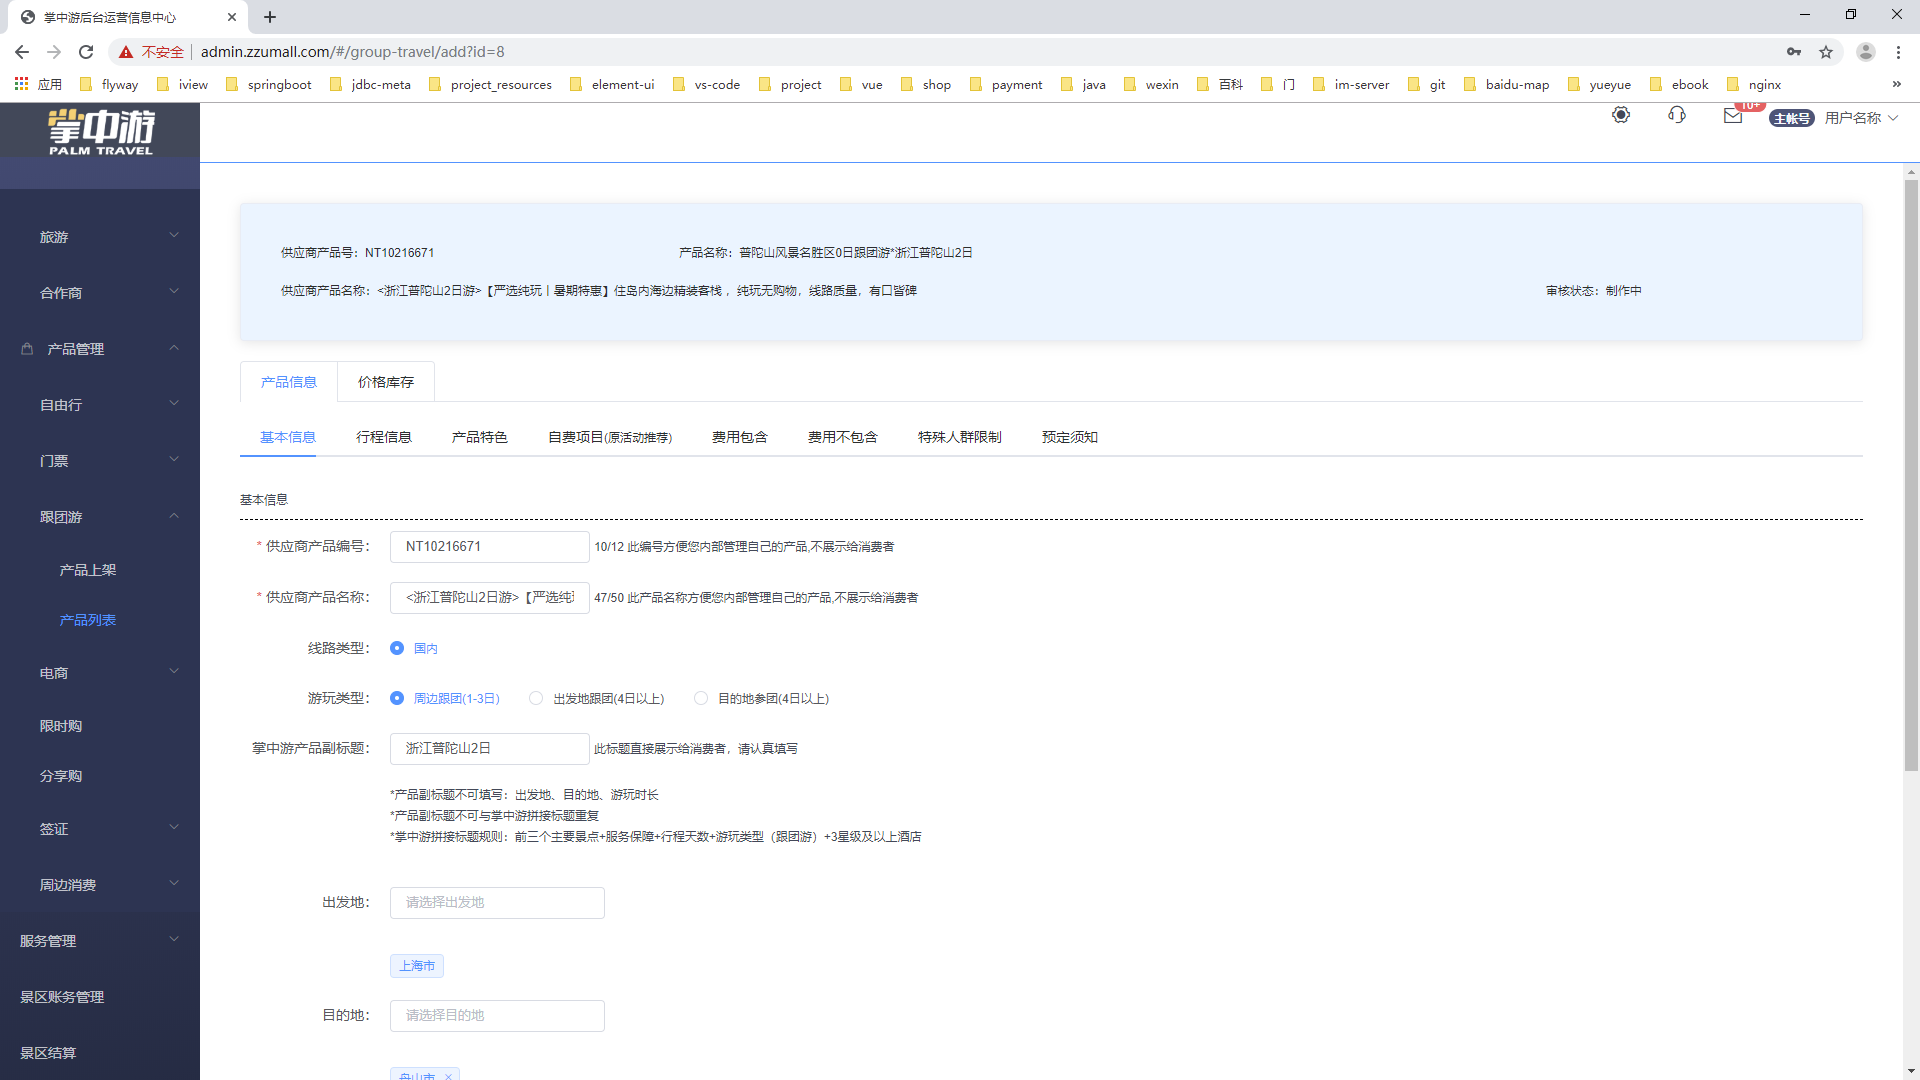 掌中游后台运营信息中心
不安全 admin.zzumall.com/#/group-travel/add?id=8
应用 flyway iview springboot jdbc-meta project_resources element-ui vs-code project vue shop payment java wexin 百科 门 im-server git baidu-map yueyue ebook nginx »
掌中游
PALM TRAVEL
10+
主帐号 用户名称
旅游
合作商
产品管理
自由行
门票
跟团游
产品上架
产品列表
电商
限时购
分享购
签证
周边消费
服务管理
景区账务管理
景区结算
供应商产品号：NT10216671 产品名称：普陀山风景名胜区0日跟团游*浙江普陀山2日
供应商产品名称：<浙江普陀山2日游>【严选纯玩丨暑期特惠】住岛内海边精装客栈 ，纯玩无购物，线路质量，有口皆碑 审核状态：制作中
产品信息 价格库存
基本信息 行程信息 产品特色 自费项目(原活动推荐) 费用包含 费用不包含 特殊人群限制 预定须知
基本信息
* 供应商产品编号： NT10216671 10/12 此编号方便您内部管理自己的产品,不展示给消费者
* 供应商产品名称： <浙江普陀山2日游>【严选纯 47/50 此产品名称方便您内部管理自己的产品,不展示给消费者
线路类型： 国内
游玩类型： 周边跟团(1-3日) 出发地跟团(4日以上) 目的地参团(4日以上)
掌中游产品副标题： 浙江普陀山2日 此标题直接展示给消费者，请认真填写
*产品副标题不可填写：出发地、目的地、游玩时长
*产品副标题不可与掌中游拼接标题重复
*掌中游拼接标题规则：前三个主要景点+服务保障+行程天数+游玩类型（跟团游）+3星级及以上酒店
出发地： 请选择出发地
上海市
目的地： 请选择目的地
舟山市